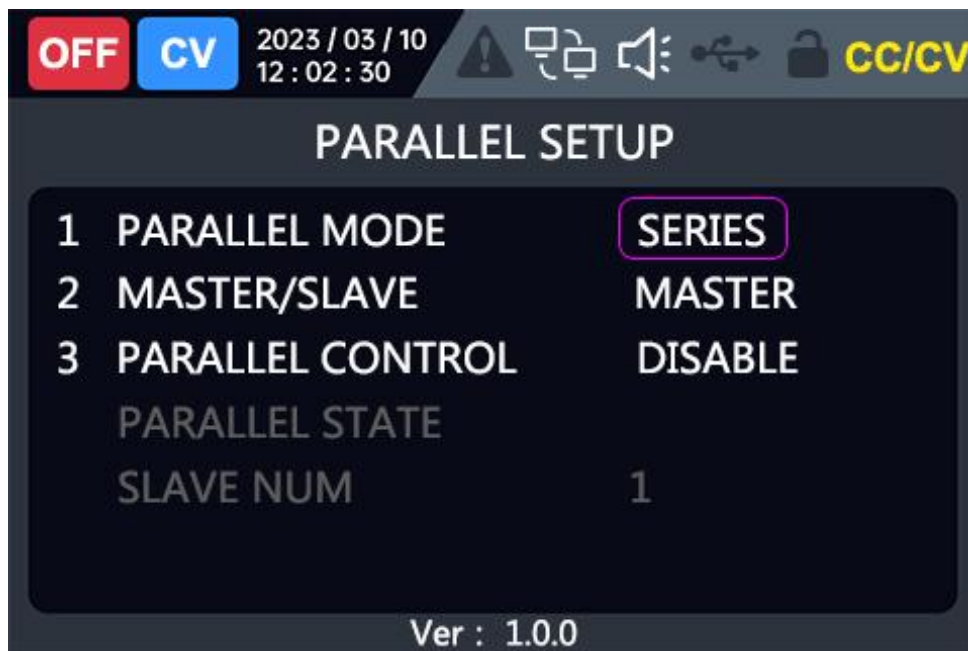 OFF CV 2023 / 03 / 10 CC/CV
12 : 02 : 30
PARALLEL SETUP
1 PARALLEL MODE SERIES
2 MASTER/SLAVE MASTER
3 PARALLEL CONTROL DISABLE
PARALLEL STATE
SLAVE NUM 1
Ver : 1.0.0